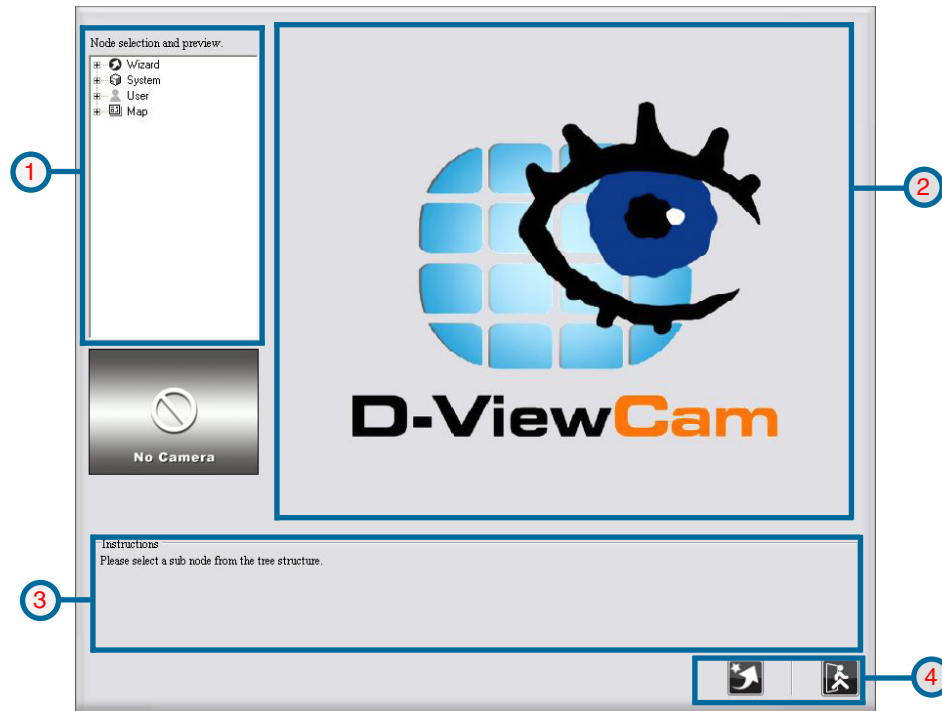 Node selection and preview.
Wizard
System
User
Map
1
2
D-ViewCam
No Camera
Instructions
Please select a sub node from the tree structure.
3
4